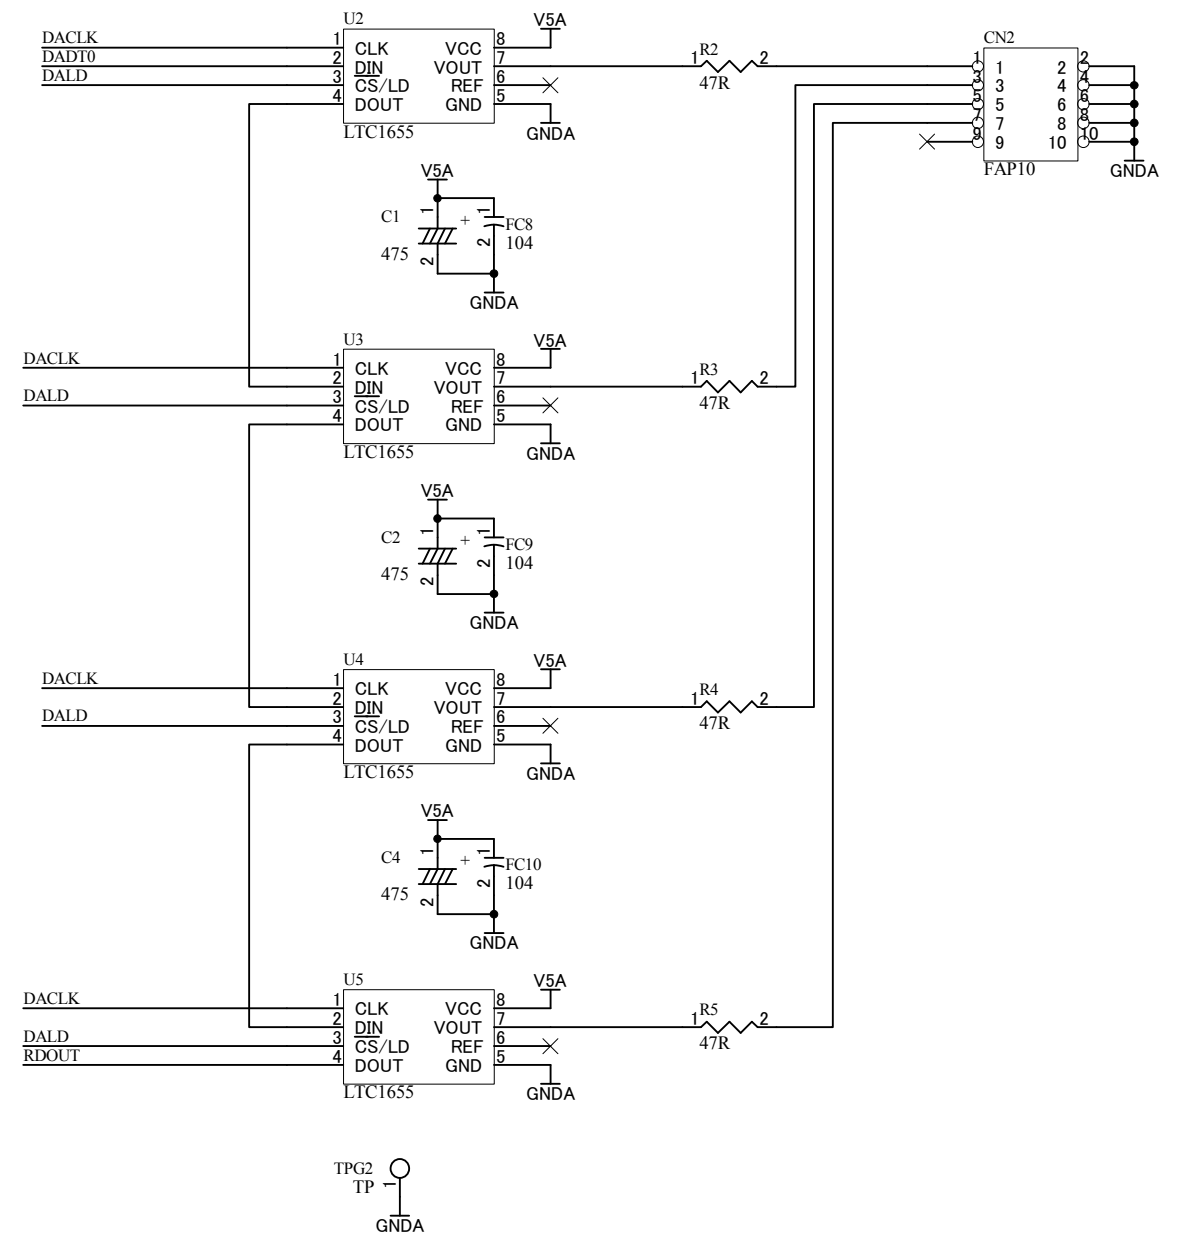 U2
V5A
DACLK 1 CLK VCC 8
DADT0 2 DIN VOUT 7 1 R2 2
47R
DALD 3 CS/LD REF 6
4 DOUT GND 5
LTC1655 GNDA
CN2
1 1 2 2
3 3 4 4
5 5 6 6
7 7 8 8
9 9 10 10
FAP10 GNDA
V5A
C1 1 + 1 FC8
475 2 2 104
GNDA
U3
V5A
DACLK 1 CLK VCC 8
2 DIN VOUT 7 1 R3 2
47R
DALD 3 CS/LD REF 6
4 DOUT GND 5
LTC1655 GNDA
V5A
C2 1 + 1 FC9
475 2 2 104
GNDA
U4
V5A
DACLK 1 CLK VCC 8
2 DIN VOUT 7 1 R4 2
47R
DALD 3 CS/LD REF 6
4 DOUT GND 5
LTC1655 GNDA
V5A
C4 1 + 1 FC10
475 2 2 104
GNDA
U5
V5A
DACLK 1 CLK VCC 8
2 DIN VOUT 7 1 R5 2
47R
DALD 3 CS/LD REF 6
RDOUT 4 DOUT GND 5
LTC1655 GNDA
TPG2
TP 1
GNDA